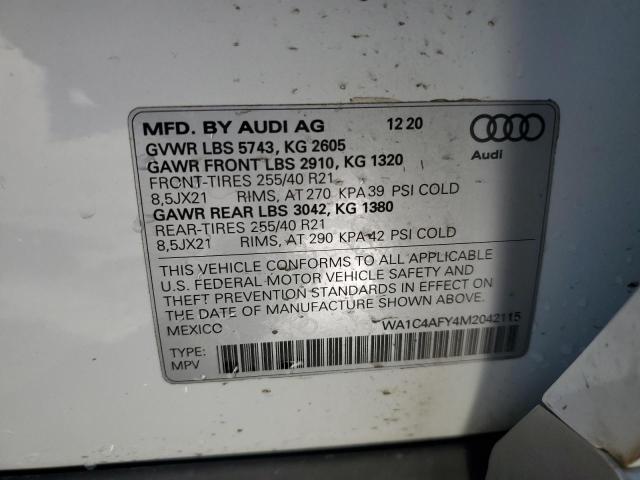 MFD. BY AUDI AG 12 20
GVWR LBS 5743, KG 2605
GAWR FRONT LBS 2910, KG 1320
FRONT-TIRES 255/40 R21
8,5JX21 RIMS, AT 270 KPA 39 PSI COLD
GAWR REAR LBS 3042, KG 1380
REAR-TIRES 255/40 R21
8,5JX21 RIMS, AT 290 KPA 42 PSI COLD
Audi
THIS VEHICLE CONFORMS TO ALL APPLICABLE
U.S. FEDERAL MOTOR VEHICLE SAFETY AND
THEFT PREVENTION STANDARDS IN EFFECT ON
THE DATE OF MANUFACTURE SHOWN ABOVE.
MEXICO WA1C4AFY4M2042115
TYPE:
MPV